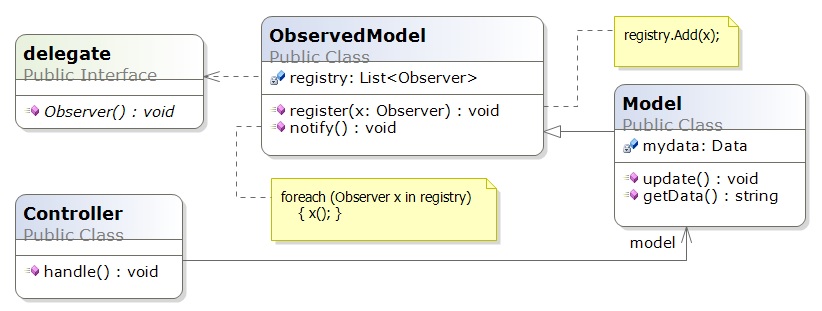 delegate
Public Interface
Observer() : void
ObservedModel
Public Class
registry: List<Observer>
register(x: Observer) : void
notify() : void
registry.Add(x);
foreach (Observer x in registry)
{ x(); }
Model
Public Class
mydata: Data
update() : void
getData() : string
Controller
Public Class
handle() : void
model